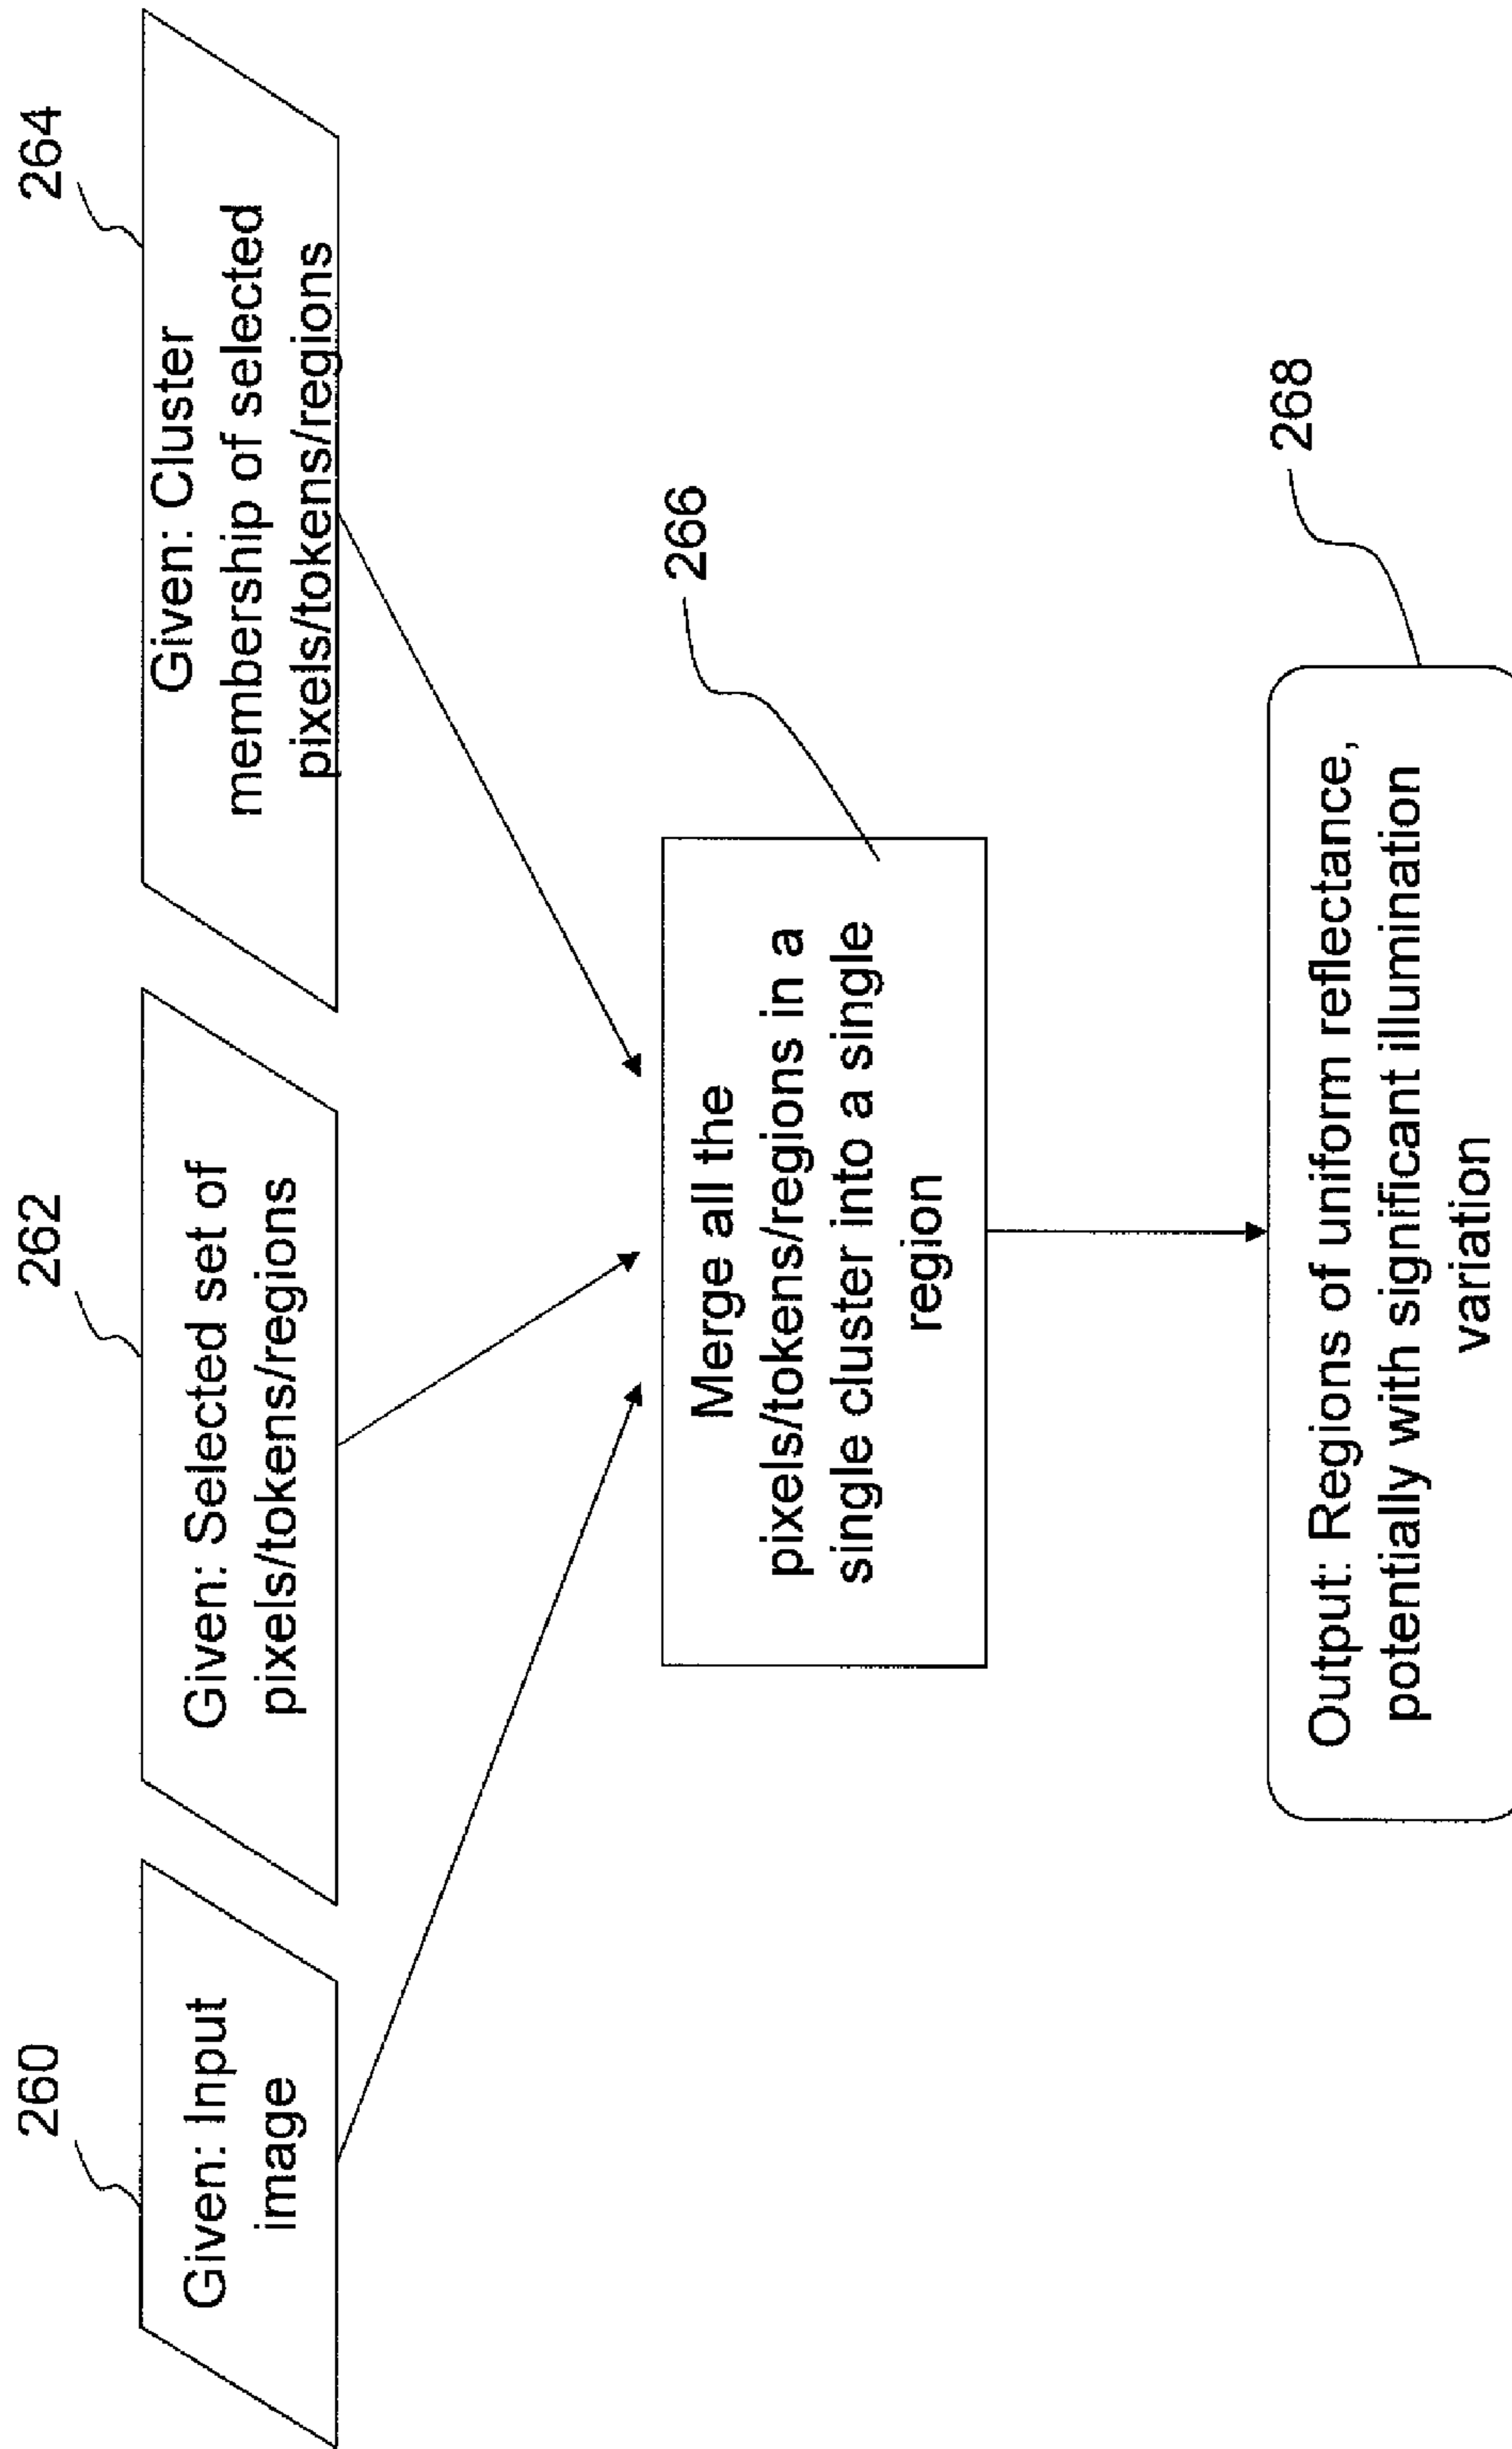 260
262
264
Given: Input
image
Given: Selected set of
pixels/tokens/regions
Given: Cluster
membership of selected
pixels/tokens/regions
266
Merge all the
pixels/tokens/regions in a
single cluster into a single
region
268
Output: Regions of uniform reflectance,
potentially with significant illumination
variation